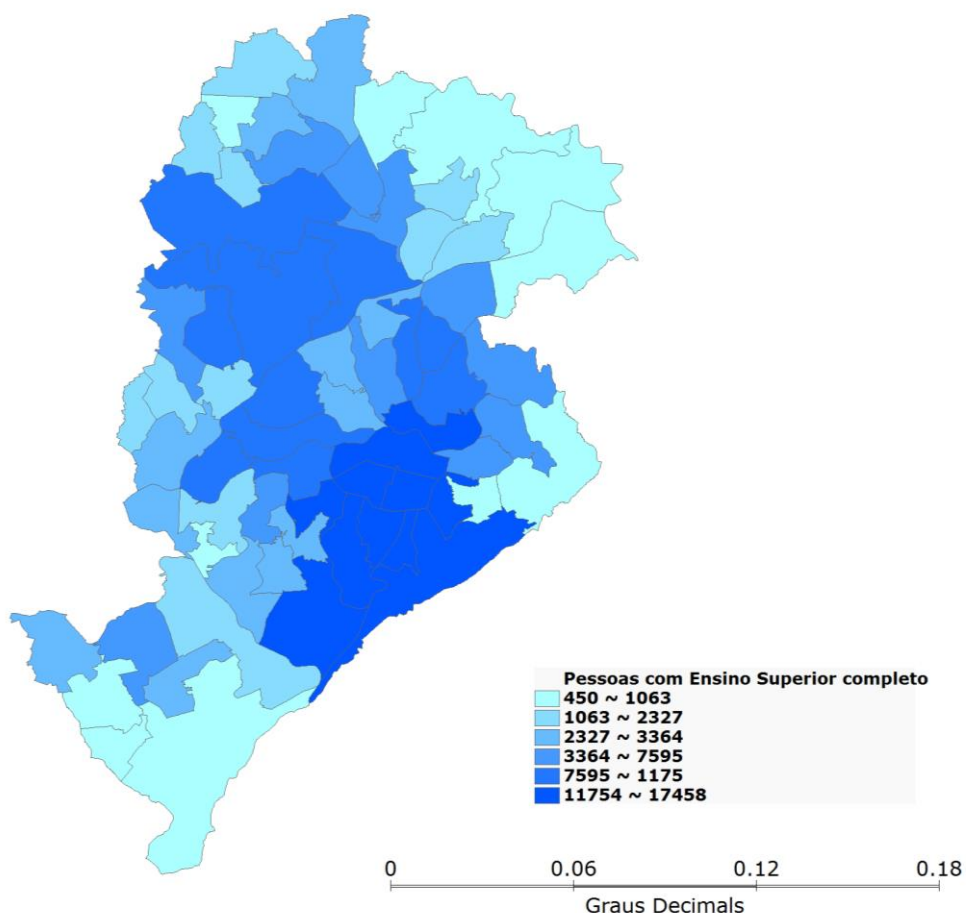 Pessoas com Ensino Superior completo
450 ~ 1063
1063 ~ 2327
2327 ~ 3364
3364 ~ 7595
7595 ~ 1175
11754 ~ 17458
0 0.06 0.12 0.18
Graus Decimals